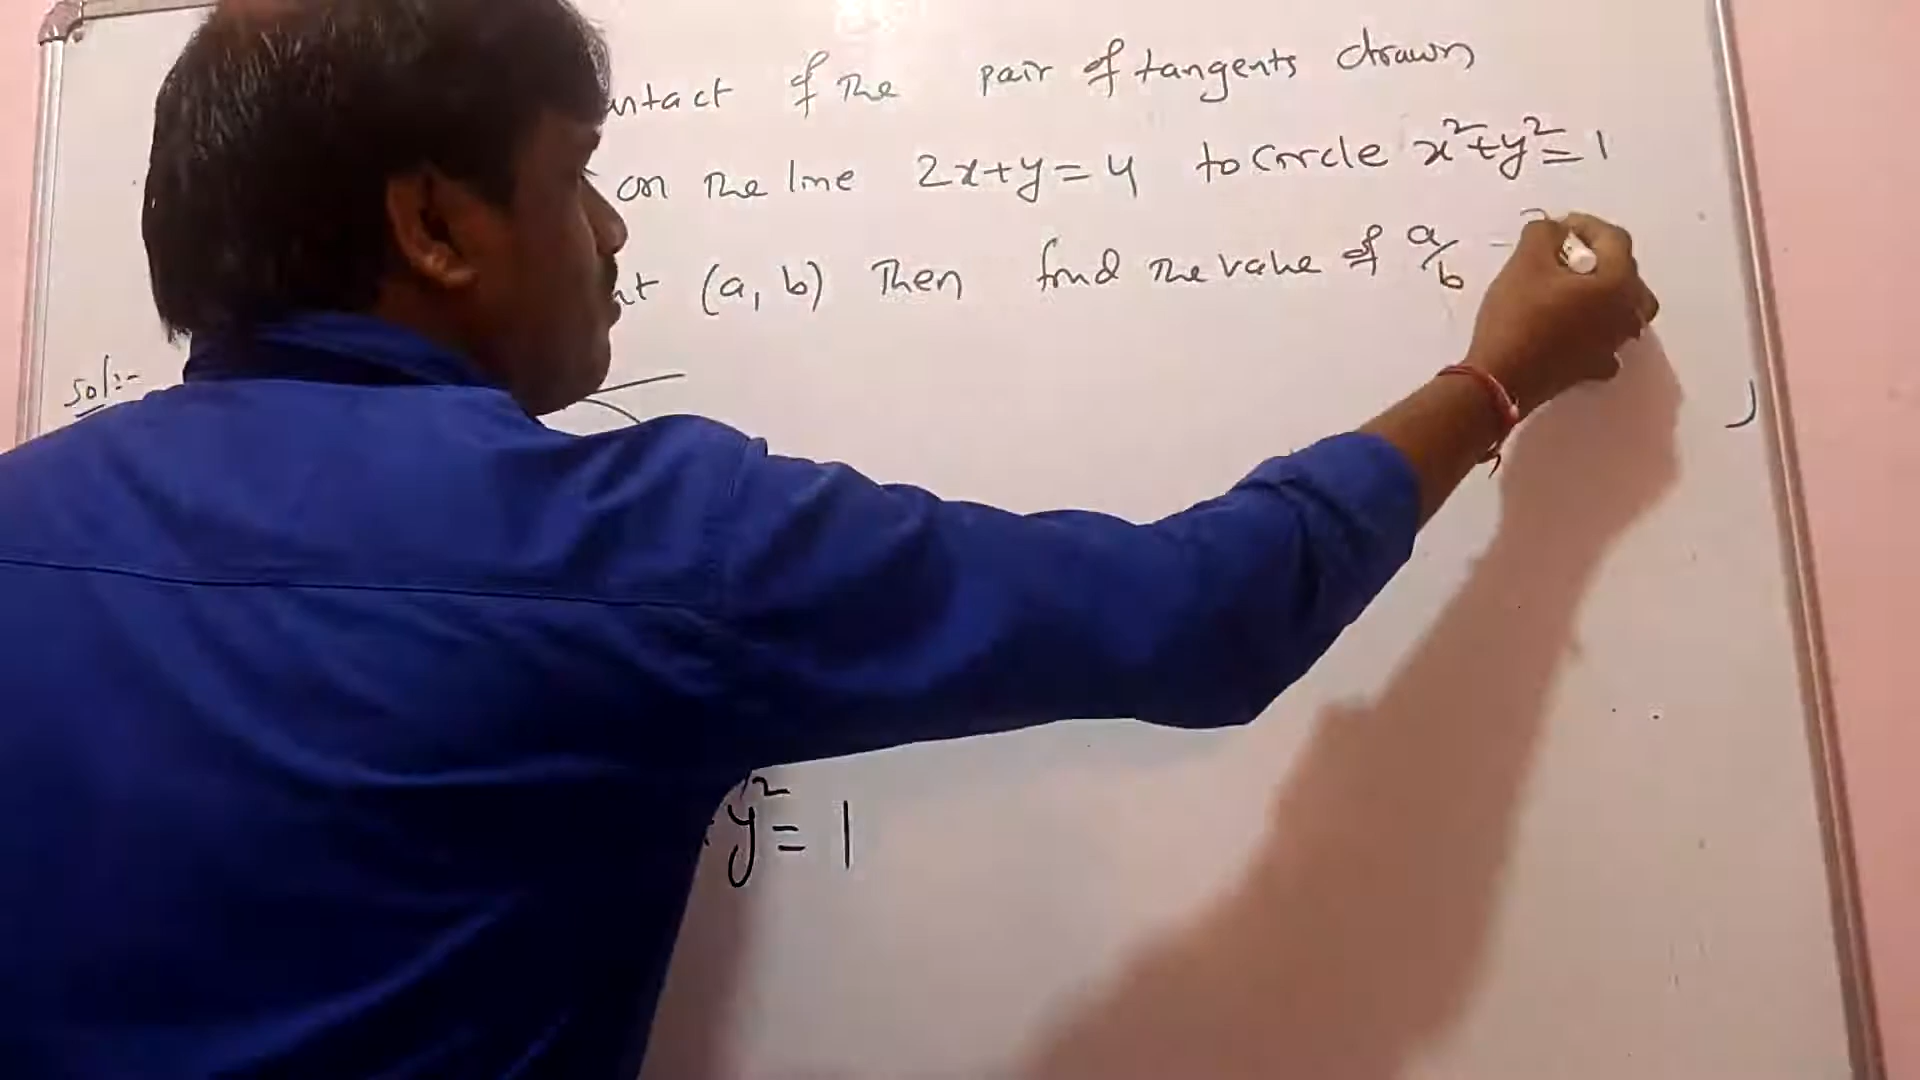 ntact of The pair of tangents drawn
on The line 2x+y=4 to Circle x²+y²=1
nt (a, b) Then find The value of a/b =
Sol:-
y²= 1